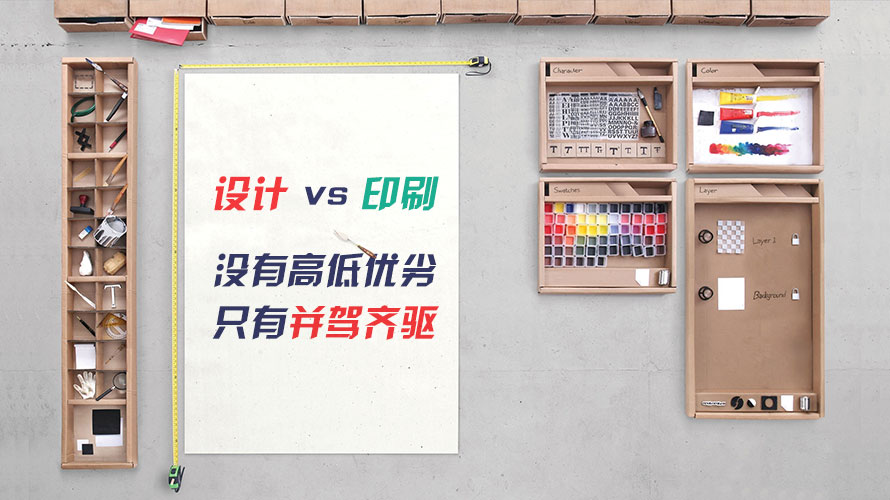 设计 vs 印刷
没有高低优劣
只有并驾齐驱
Character
Color
Swatches
Layer
Layer 1
Background